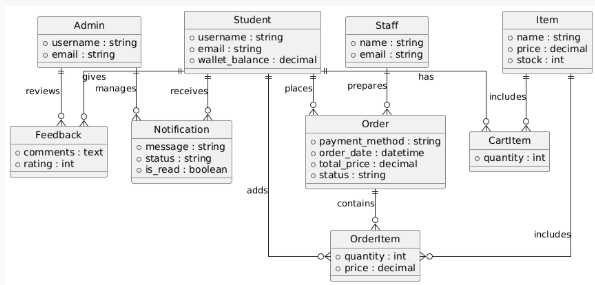 Admin
username : string
email : string
Student
username : string
email : string
wallet_balance : decimal
Staff
name : string
email : string
Item
name : string
price : decimal
stock : int
reviews
gives
manages
receives
places
prepares
has
includes
Feedback
comments : text
rating : int
Notification
message : string
status : string
is_read : boolean
Order
payment_method : string
order_date : datetime
total_price : decimal
status : string
CartItem
quantity : int
adds
contains
includes
OrderItem
quantity : int
price : decimal